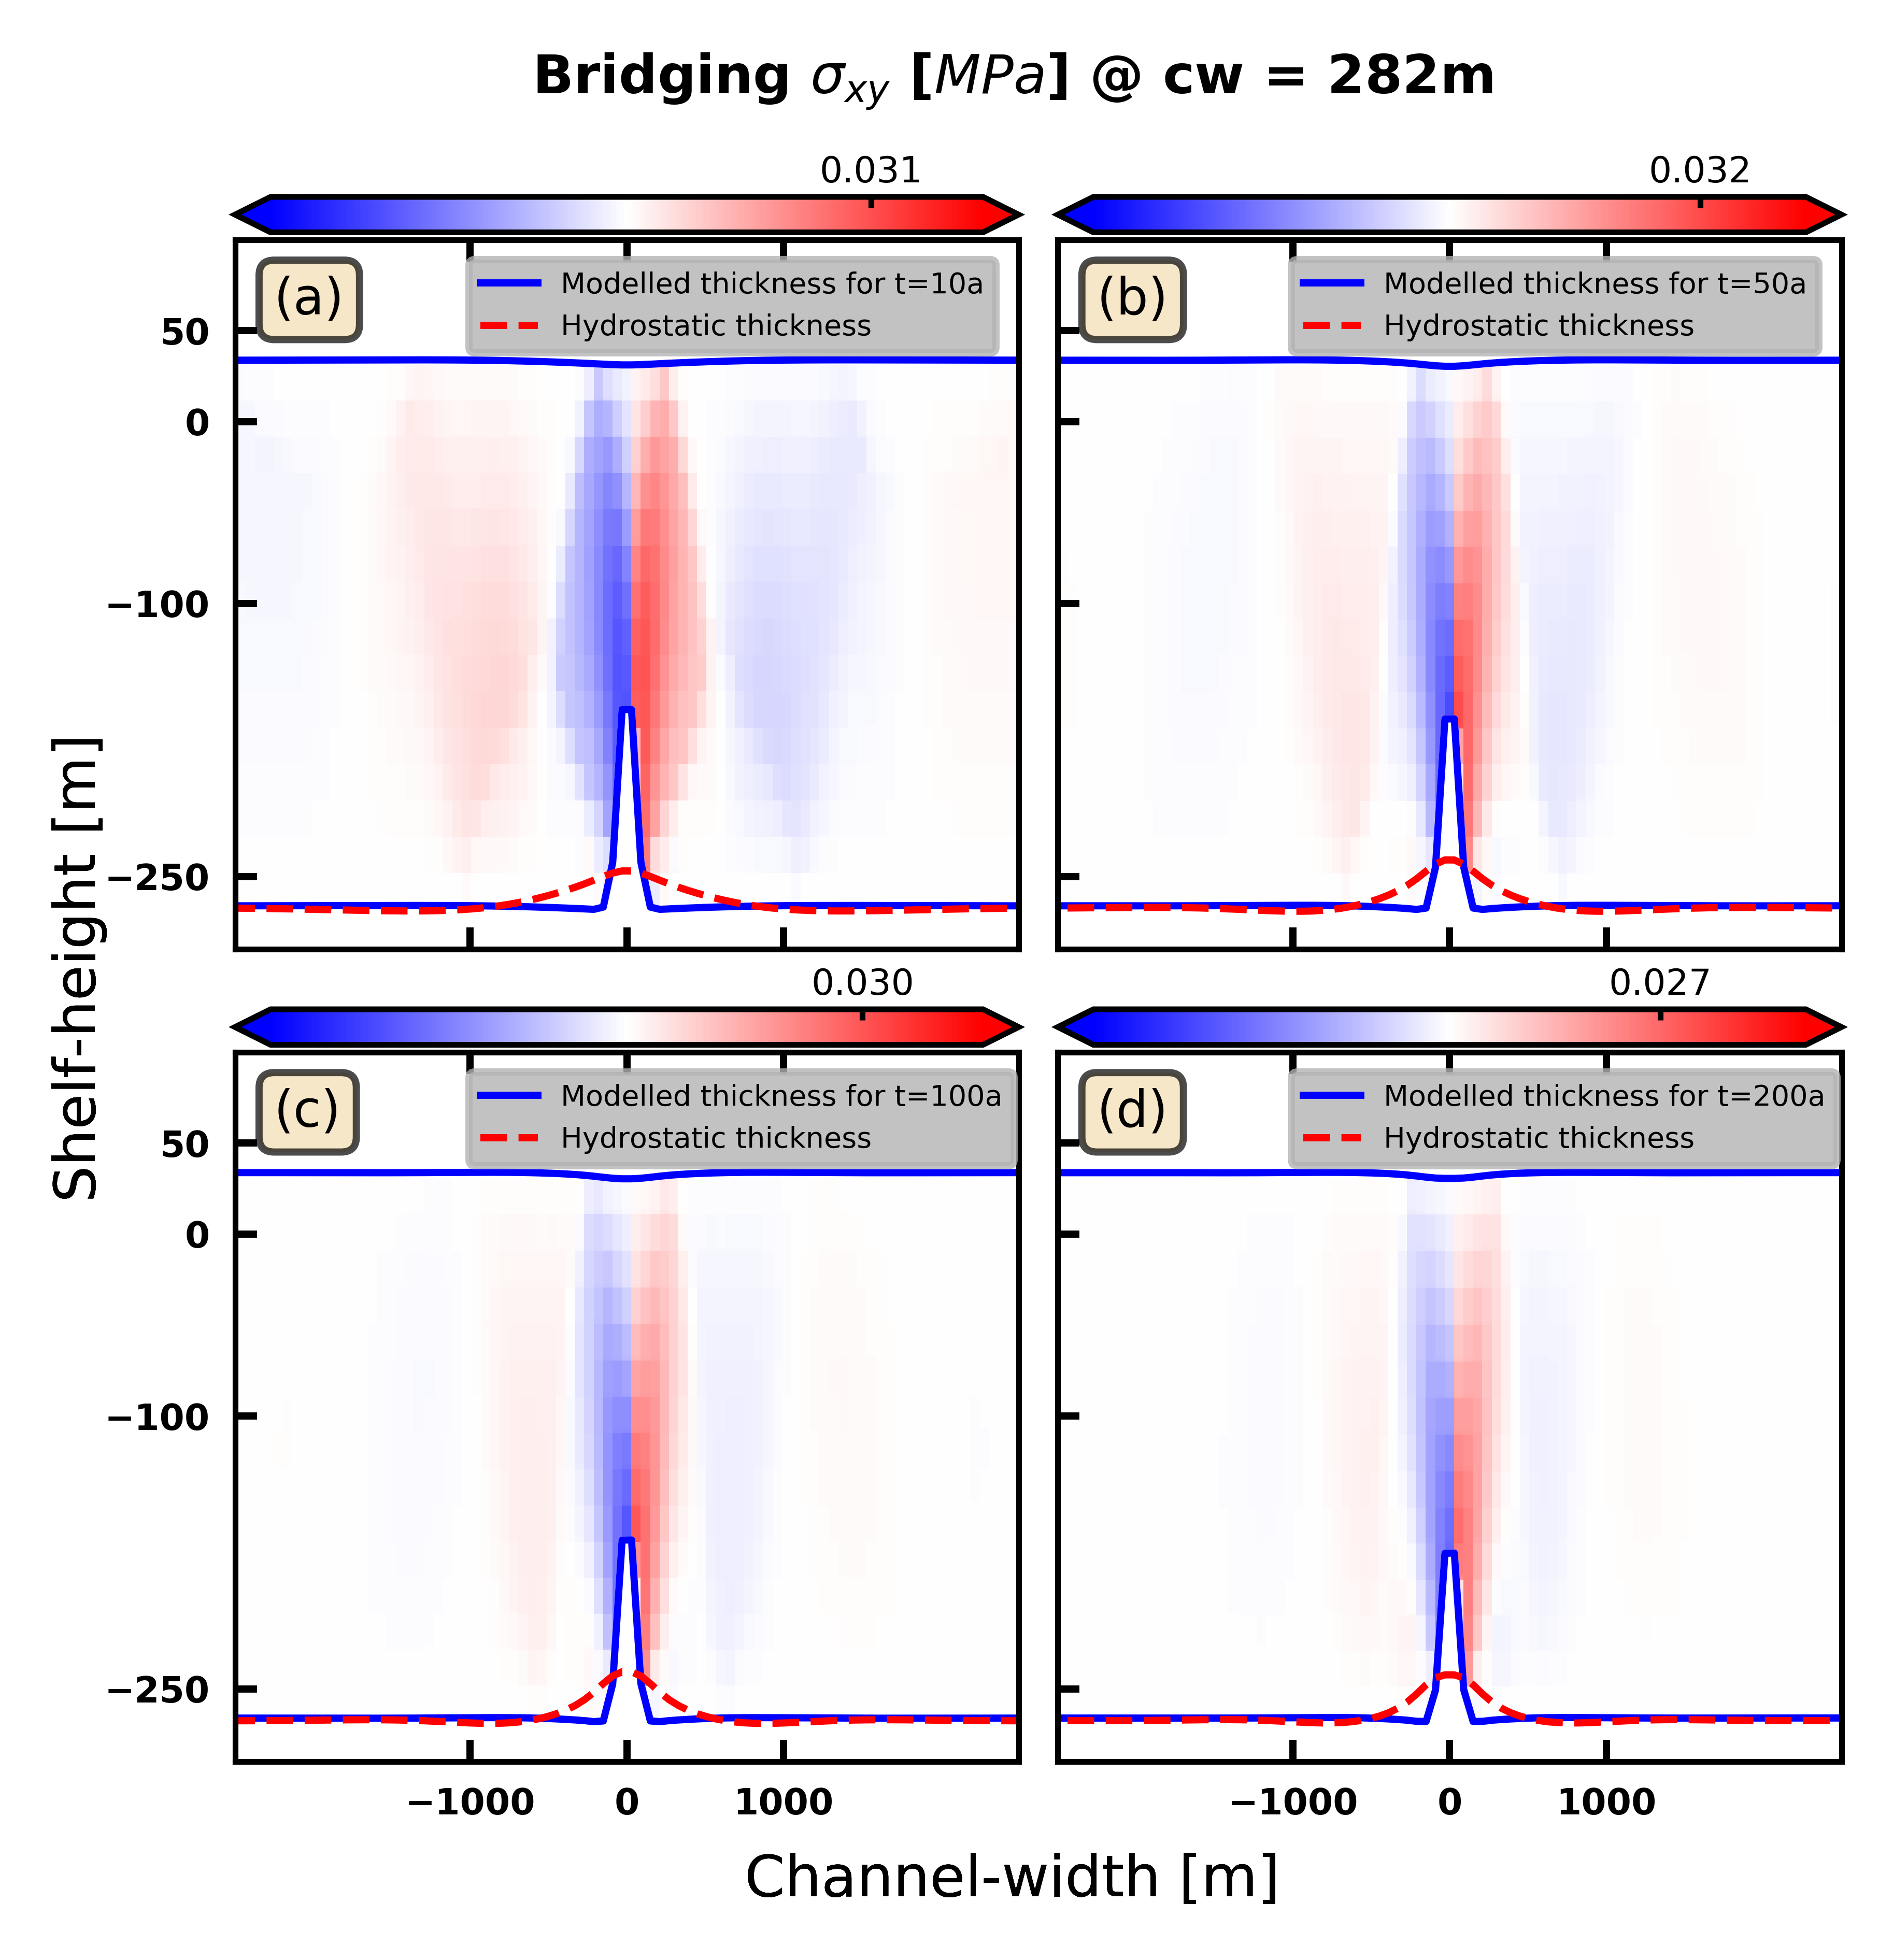 Bridging σxy [MPa] @ cw = 282m
0.031
0.032
(a)
Modelled thickness for t=10a
Hydrostatic thickness
(b)
Modelled thickness for t=50a
Hydrostatic thickness
50
0
−100
−250
0.030
0.027
(c)
Modelled thickness for t=100a
Hydrostatic thickness
(d)
Modelled thickness for t=200a
Hydrostatic thickness
50
0
−100
−250
Shelf-height [m]
−1000 0 1000
−1000 0 1000
Channel-width [m]